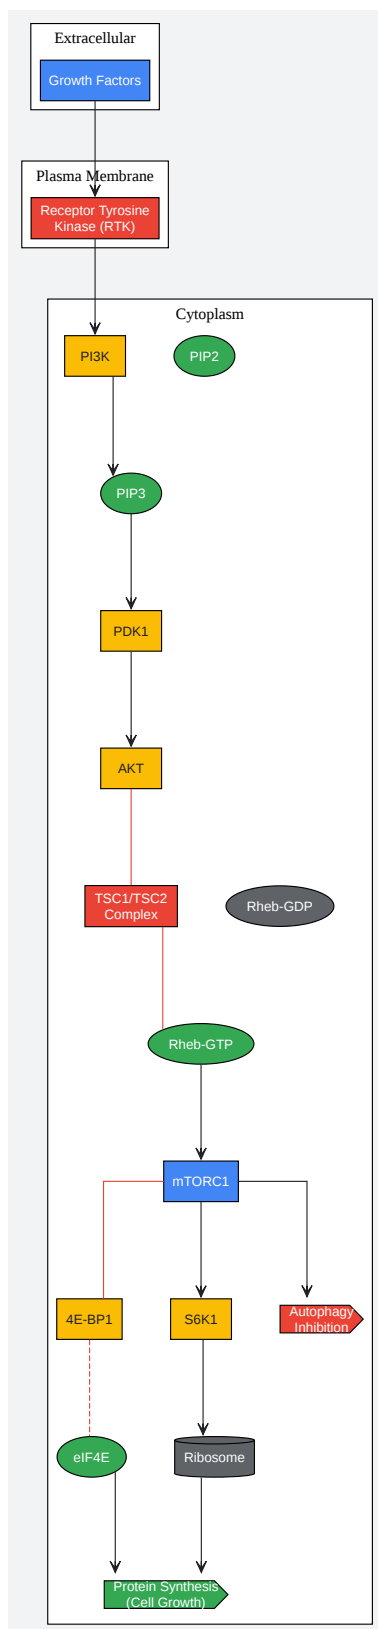 Extracellular
Growth Factors
Plasma Membrane
Receptor Tyrosine
Kinase (RTK)
Cytoplasm
PI3K
PIP2
PIP3
PDK1
AKT
TSC1/TSC2
Complex
Rheb-GDP
Rheb-GTP
mTORC1
4E-BP1
S6K1
Autophagy
Inhibition
eIF4E
Ribosome
Protein Synthesis
(Cell Growth)